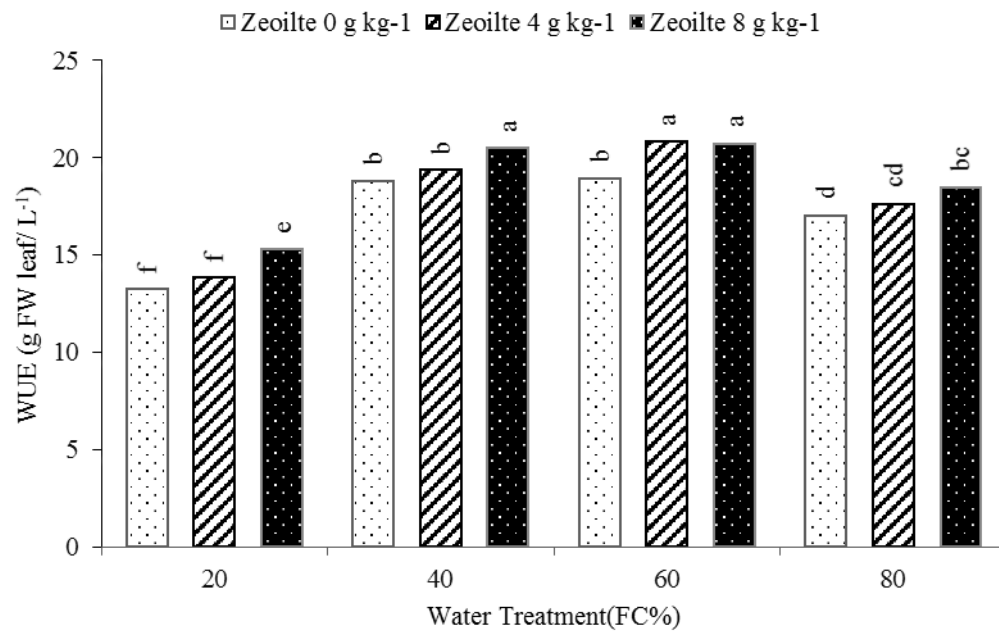 Zeoilte 0 g kg-1 Zeoilte 4 g kg-1 Zeoilte 8 g kg-1
25
20
15
10
5
0
WUE (g FW leaf/ L-1)
f f e
b b a
b a a
d cd bc
20 40 60 80
Water Treatment(FC%)